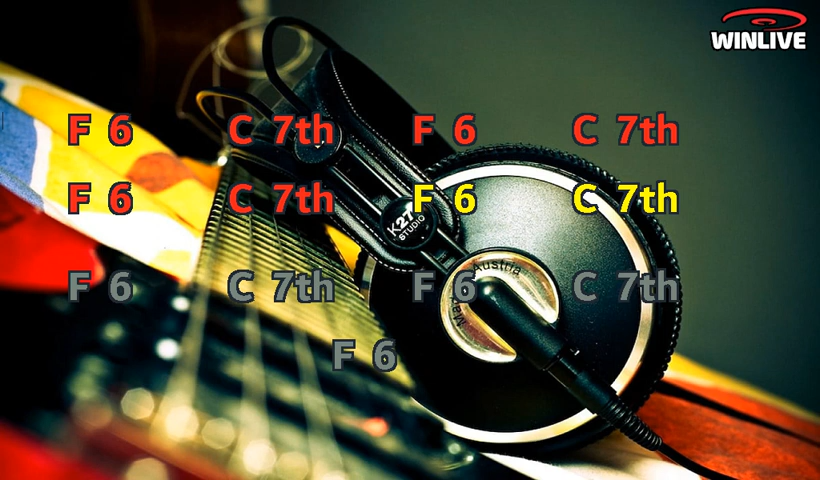 WINLIVE
F 6 C 7th F 6 C 7th
F 6 C 7th F 6 C 7th
K27
STUDIO
Austria
F 6 C 7th F 6 C 7th
F 6